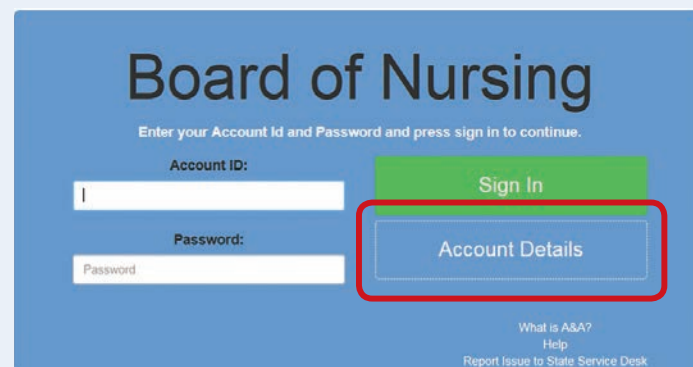 Board of Nursing
Enter your Account Id and Password and press sign in to continue.
Account ID:
Sign In
Password:
Account Details
Password
What is A&A?
Help
Report Issue to State Service Desk